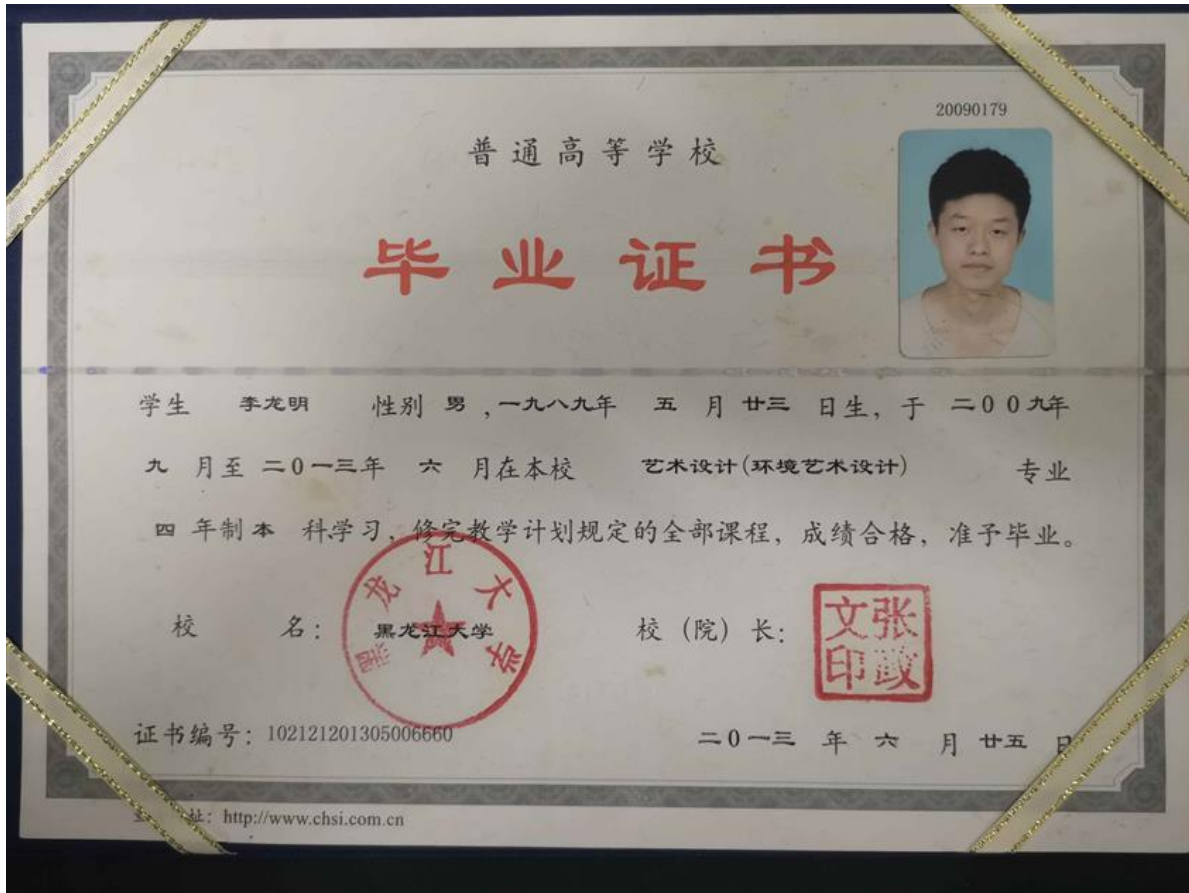 20090179
普通高等学校
毕业证书
学生 李龙明 性别 男 ,一九八九年 五 月 廿三 日生, 于 二00九年
九 月至 二0一三年 六 月在本校 艺术设计(环境艺术设计) 专业
四 年制 本 科学习, 修完教学计划规定的全部课程, 成绩合格, 准予毕业。
校 名: 黑龙江大学 校 (院) 长:
黑龙江大学
张政文印
证书编号: 102121201305006660 二0一三 年 六 月 廿五 日
址: http://www.chsi.com.cn